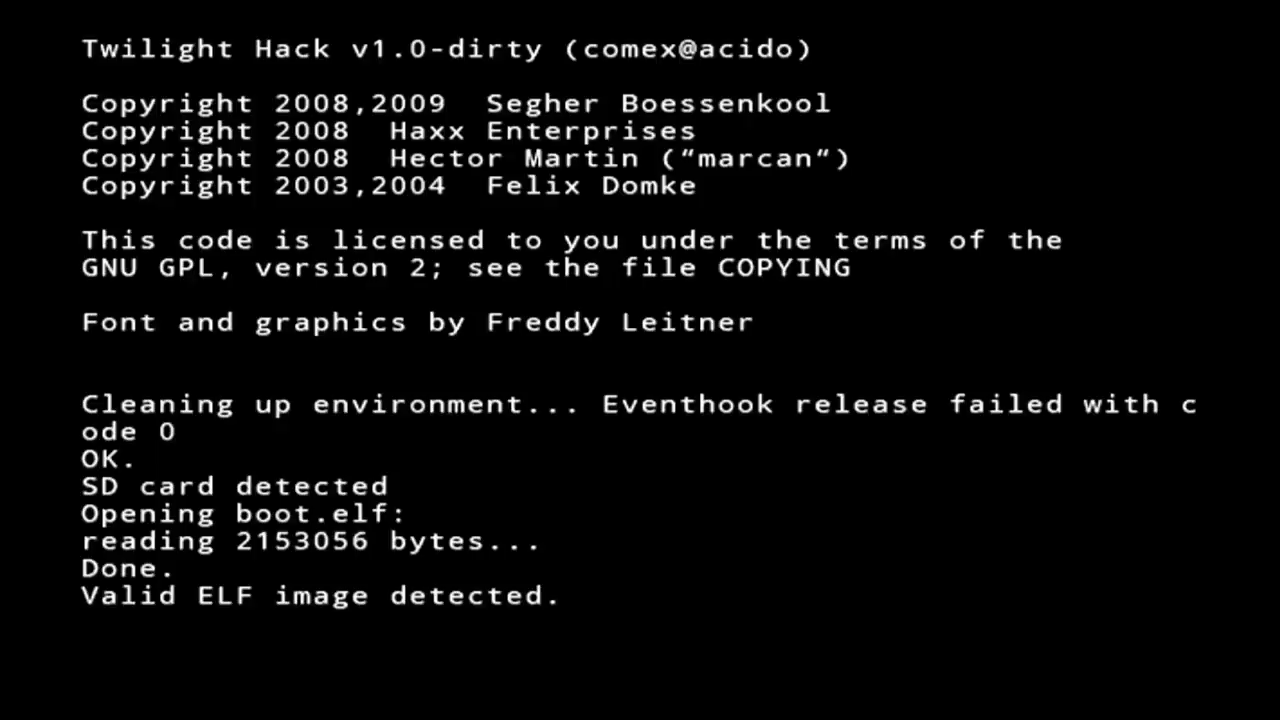 Twilight Hack v1.0-dirty (comex@acido)
Copyright 2008,2009  Segher Boessenkool
Copyright 2008  Haxx Enterprises
Copyright 2008  Hector Martin ("marcan")
Copyright 2003,2004  Felix Domke
This code is licensed to you under the terms of the
GNU GPL, version 2; see the file COPYING
Font and graphics by Freddy Leitner
Cleaning up environment... Eventhook release failed with c
ode 0
OK.
SD card detected
Opening boot.elf:
reading 2153056 bytes...
Done.
Valid ELF image detected.